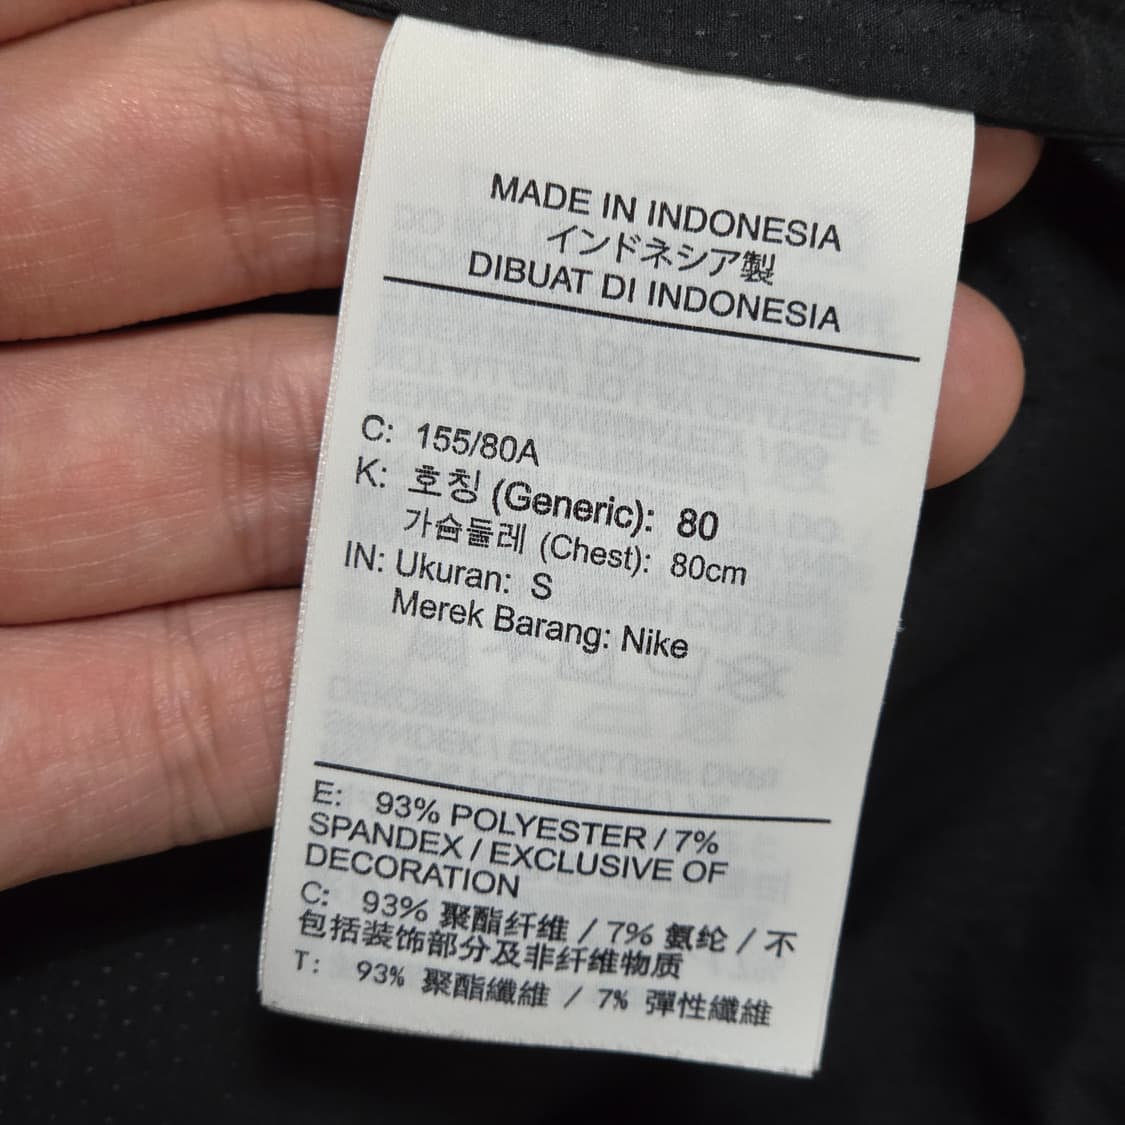 MADE IN INDONESIA
インドネシア製
DIBUAT DI INDONESIA
C: 155/80A
K: 호칭 (Generic): 80
가슴둘레 (Chest): 80cm
IN: Ukuran: S
Merek Barang: Nike
E: 93% POLYESTER / 7%
SPANDEX / EXCLUSIVE OF
DECORATION
C: 93% 聚酯纤维 / 7% 氨纶 / 不
包括装饰部分及非纤维物质
T: 93% 聚酯纖維 / 7% 彈性纖維